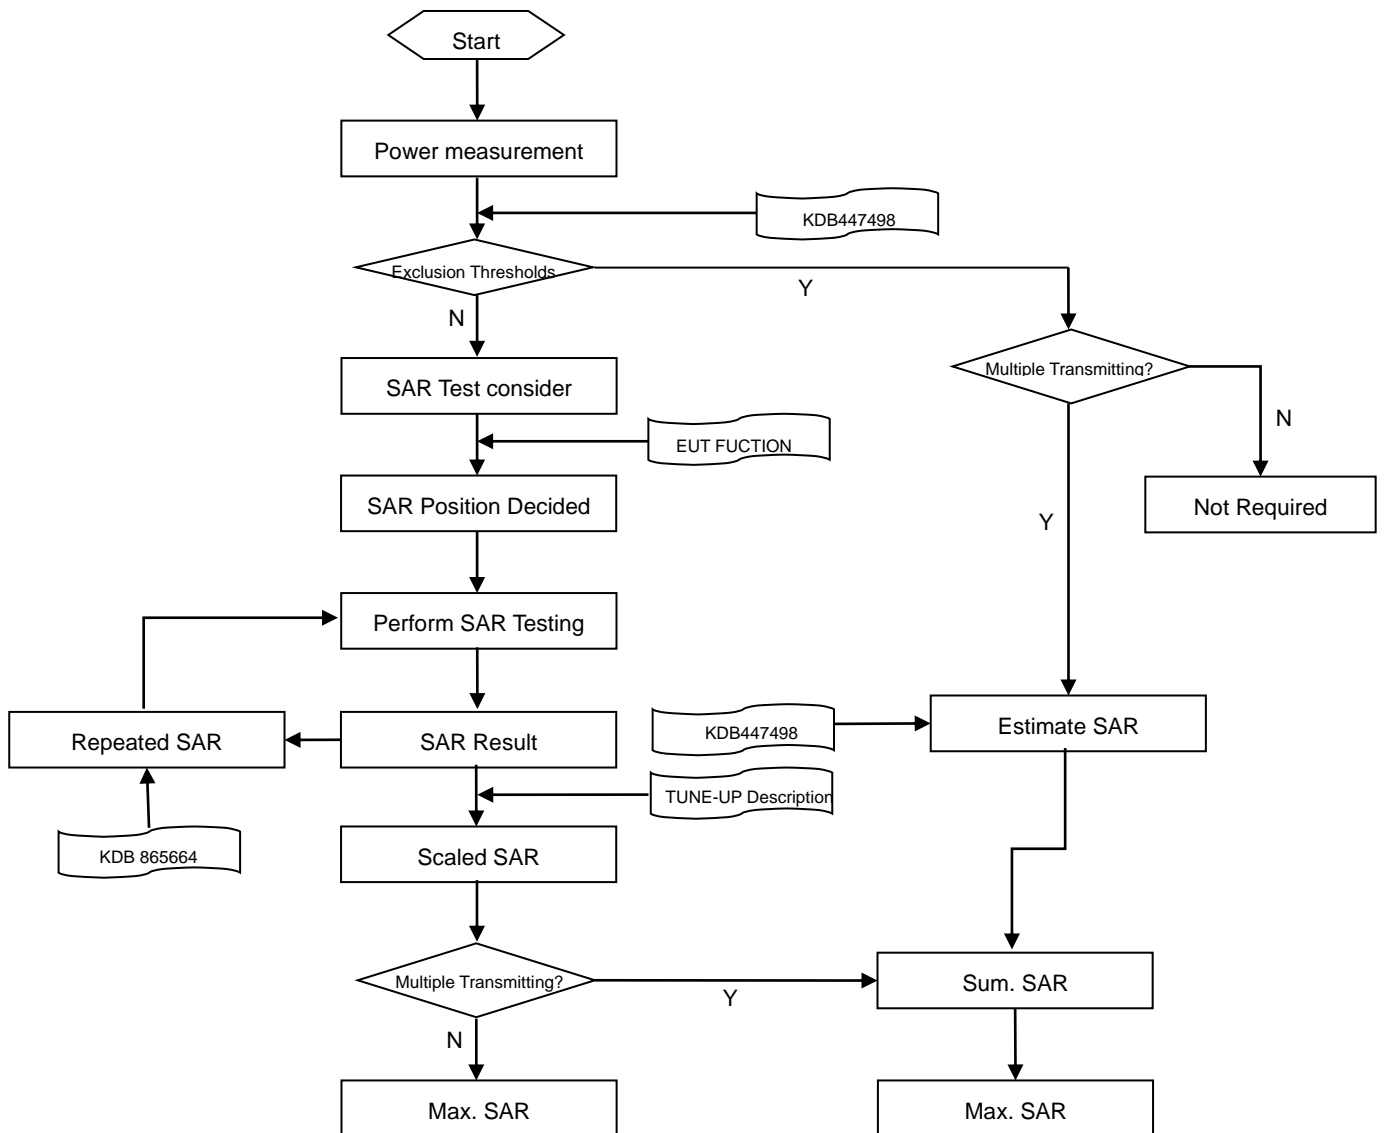 Start
Power measurement
KDB447498
Exclusion Thresholds
Y
N
Multiple Transmitting?
SAR Test consider
N
EUT FUCTION
SAR Position Decided
Not Required
Y
Perform SAR Testing
Repeated SAR
SAR Result
KDB447498
Estimate SAR
TUNE-UP Description
KDB 865664
Scaled SAR
Multiple Transmitting?
Y
Sum. SAR
N
Max. SAR
Max. SAR